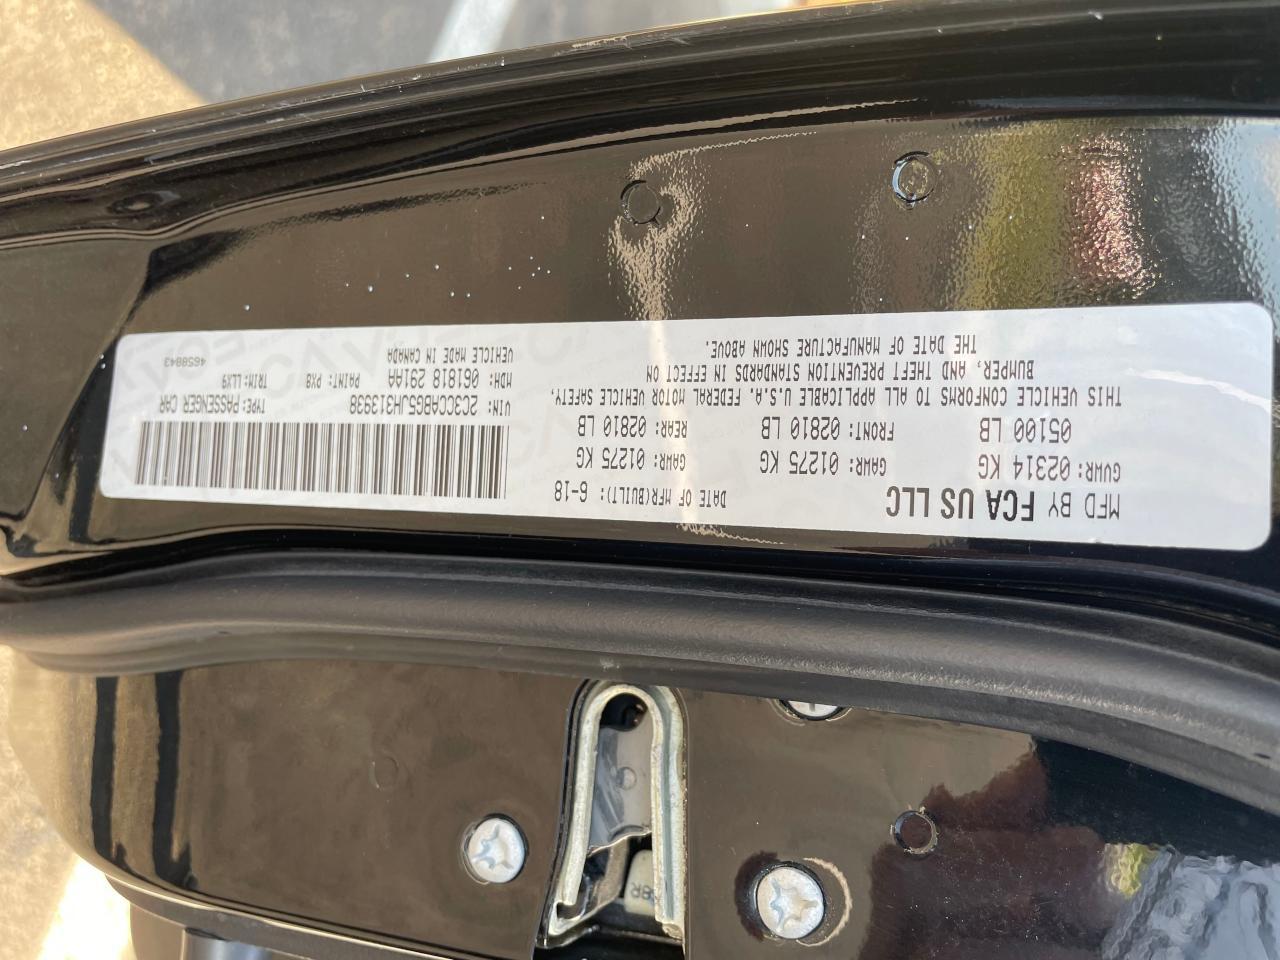 MFD BY FCA US LLC
DATE OF MFR(BUILT): 6-18
GVWR: 02314 KG
05100 LB
GAWR: 01275 KG
FRONT: 02810 LB
GAWR: 01275 KG
REAR: 02810 LB
THIS VEHICLE CONFORMS TO ALL APPLICABLE U.S.A. FEDERAL MOTOR VEHICLE SAFETY,
BUMPER, AND THEFT PREVENTION STANDARDS IN EFFECT ON
THE DATE OF MANUFACTURE SHOWN ABOVE.
VIN: 2C3CCABG5JH313938
TYPE: PASSENGER CAR
MDH: 061818 291AA
PAINT: PX8
TRIM: LLX9
VEHICLE MADE IN CANADA
4658843